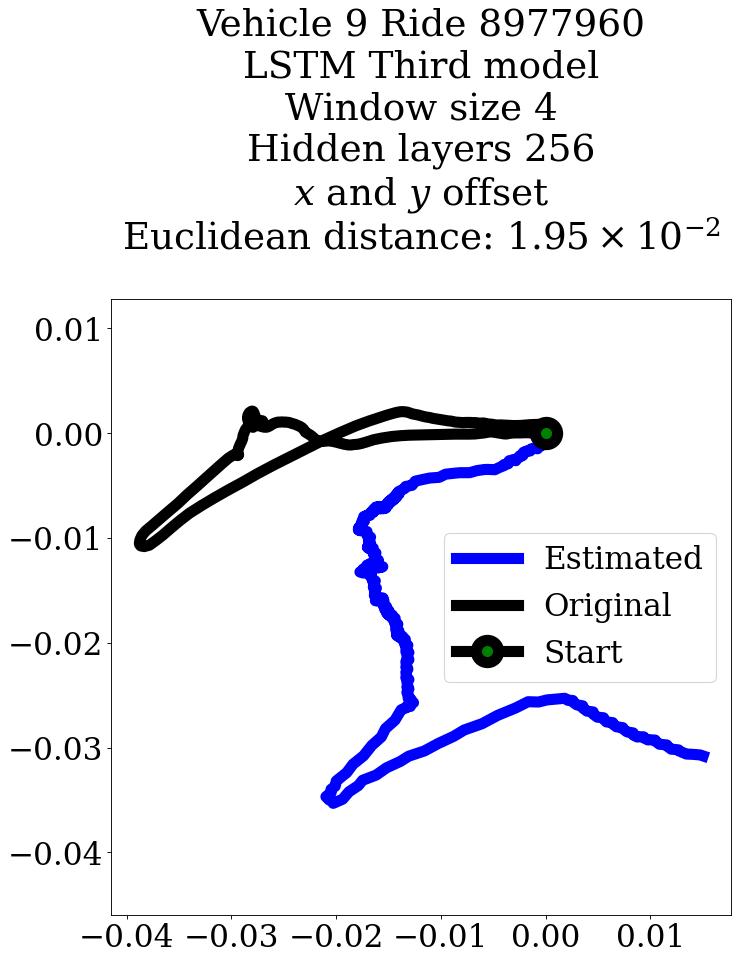 Vehicle 9 Ride 8977960
LSTM Third model
Window size 4
Hidden layers 256
x and y offset
Euclidean distance: 1.95 × 10⁻²
0.01
0.00
−0.01
−0.02
−0.03
−0.04
Estimated
Original
Start
−0.04 −0.03 −0.02 −0.01 0.00 0.01